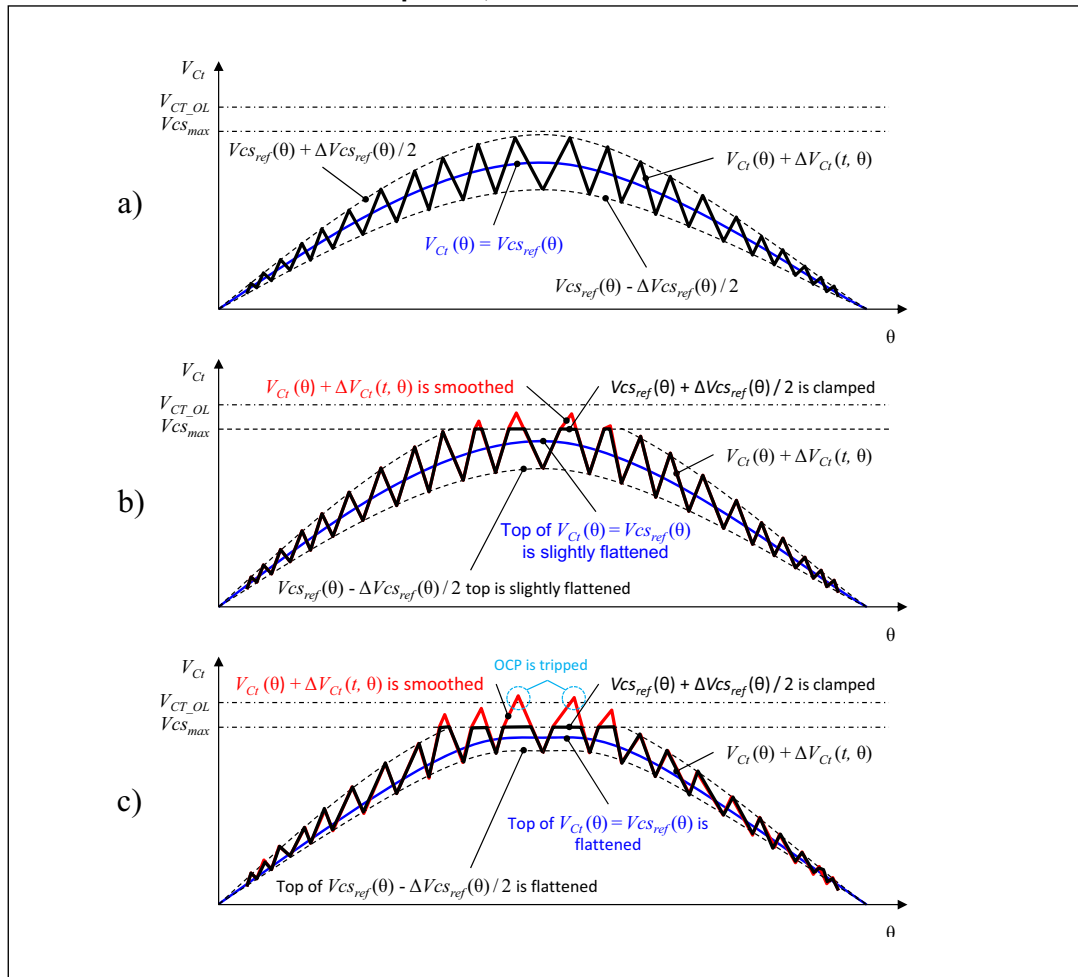 a)
V_Ct
V_CT_OL
Vcs_max
Vcs_ref(θ) + ΔVcs_ref(θ)/2
V_Ct(θ) + ΔV_Ct(t, θ)
V_Ct(θ) = Vcs_ref(θ)
Vcs_ref(θ) - ΔVcs_ref(θ)/2
θ
b)
V_Ct
V_Ct(θ) + ΔV_Ct(t, θ) is smoothed
Vcs_ref(θ) + ΔVcs_ref(θ)/2 is clamped
V_CT_OL
Vcs_max
V_Ct(θ) + ΔV_Ct(t, θ)
Top of V_Ct(θ) = Vcs_ref(θ)
is slightly flattened
Vcs_ref(θ) - ΔVcs_ref(θ)/2 top is slightly flattened
θ
c)
V_Ct
OCP is tripped
V_Ct(θ) + ΔV_Ct(t, θ) is smoothed
Vcs_ref(θ) + ΔVcs_ref(θ)/2 is clamped
V_CT_OL
Vcs_max
V_Ct(θ) + ΔV_Ct(t, θ)
Top of V_Ct(θ) = Vcs_ref(θ) is
flattened
Top of Vcs_ref(θ) - ΔVcs_ref(θ)/2 is flattened
θ